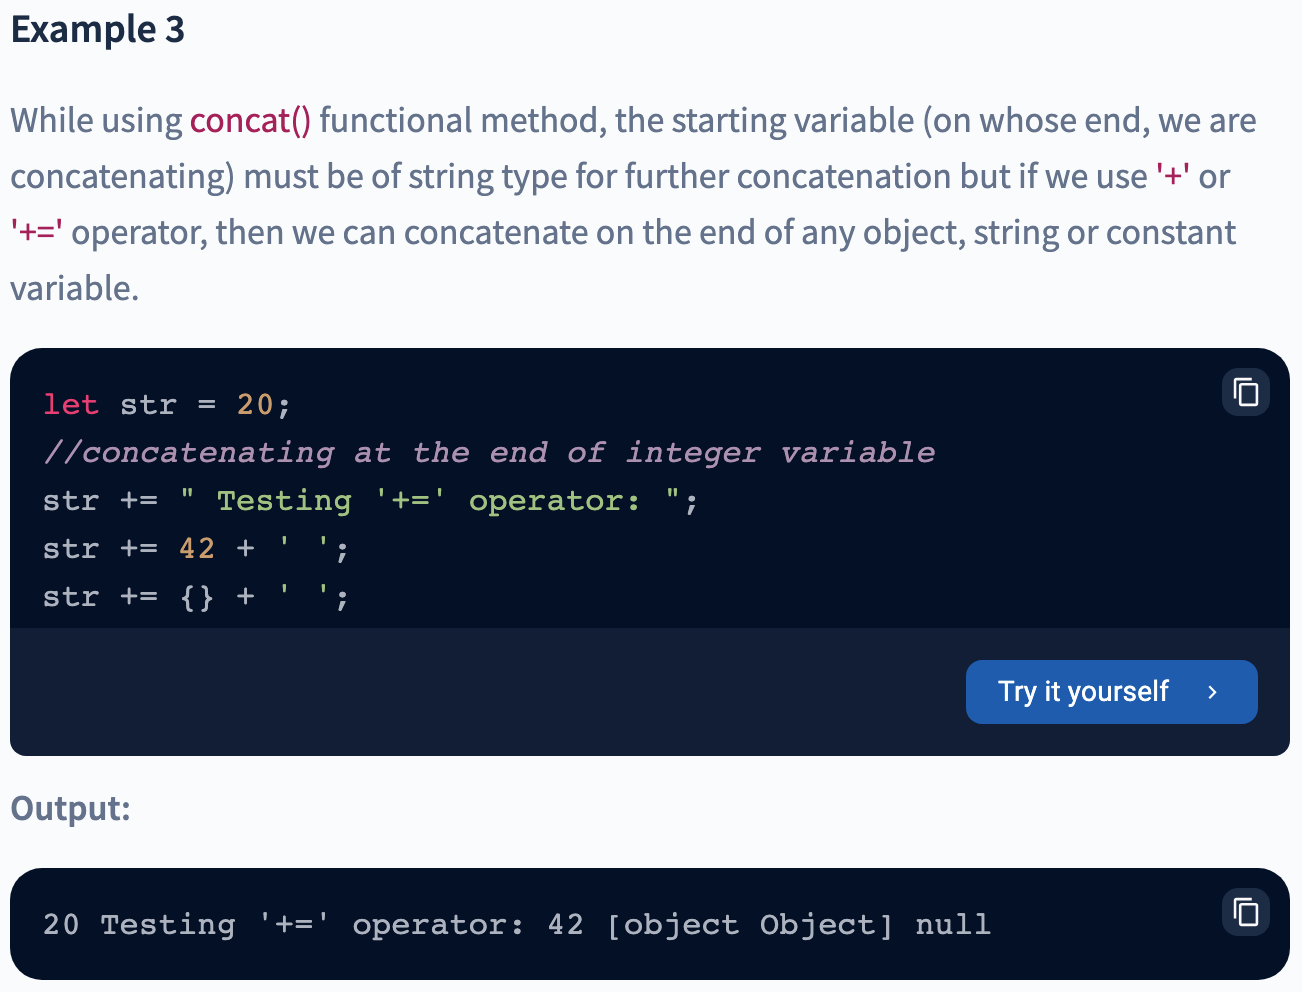 Example 3
While using concat() functional method, the starting variable (on whose end, we are
concatenating) must be of string type for further concatenation but if we use '+' or
'+=' operator, then we can concatenate on the end of any object, string or constant
variable.
let str = 20;
//concatenating at the end of integer variable
str += " Testing '+=' operator: ";
str += 42 + ' ';
str += {} + ' ';
Try it yourself
Output:
20 Testing '+=' operator: 42 [object Object] null